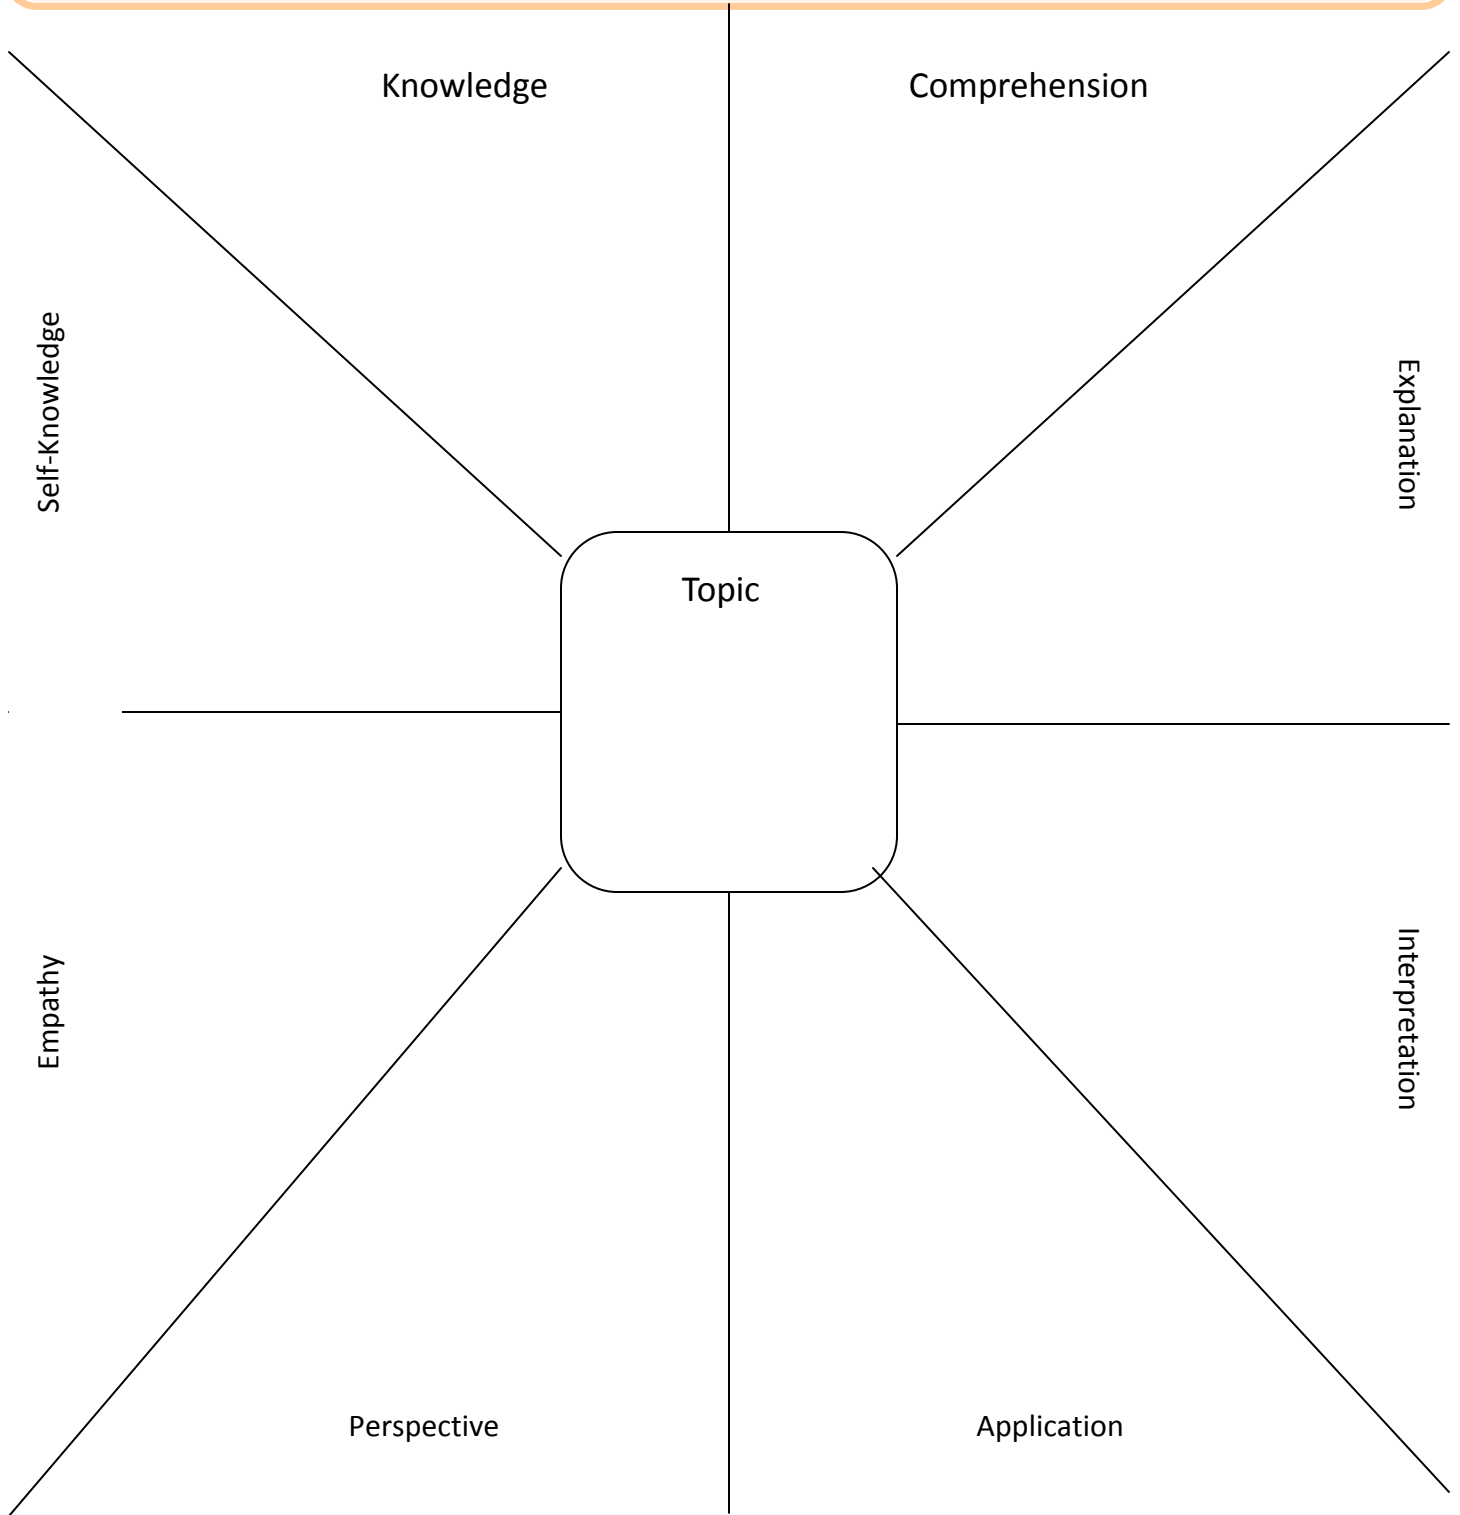 Knowledge
Comprehension
Self-Knowledge
Explanation
Topic
Empathy
Interpretation
Perspective
Application